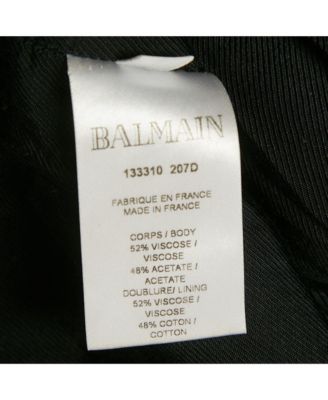 BALMAIN
133310 207D
FABRIQUE EN FRANCE
MADE IN FRANCE
CORPS / BODY
52% VISCOSE /
VISCOSE
48% ACETATE /
ACETATE
DOUBLURE/ LINING
52% VISCOSE /
VISCOSE
48% COTON /
COTTON